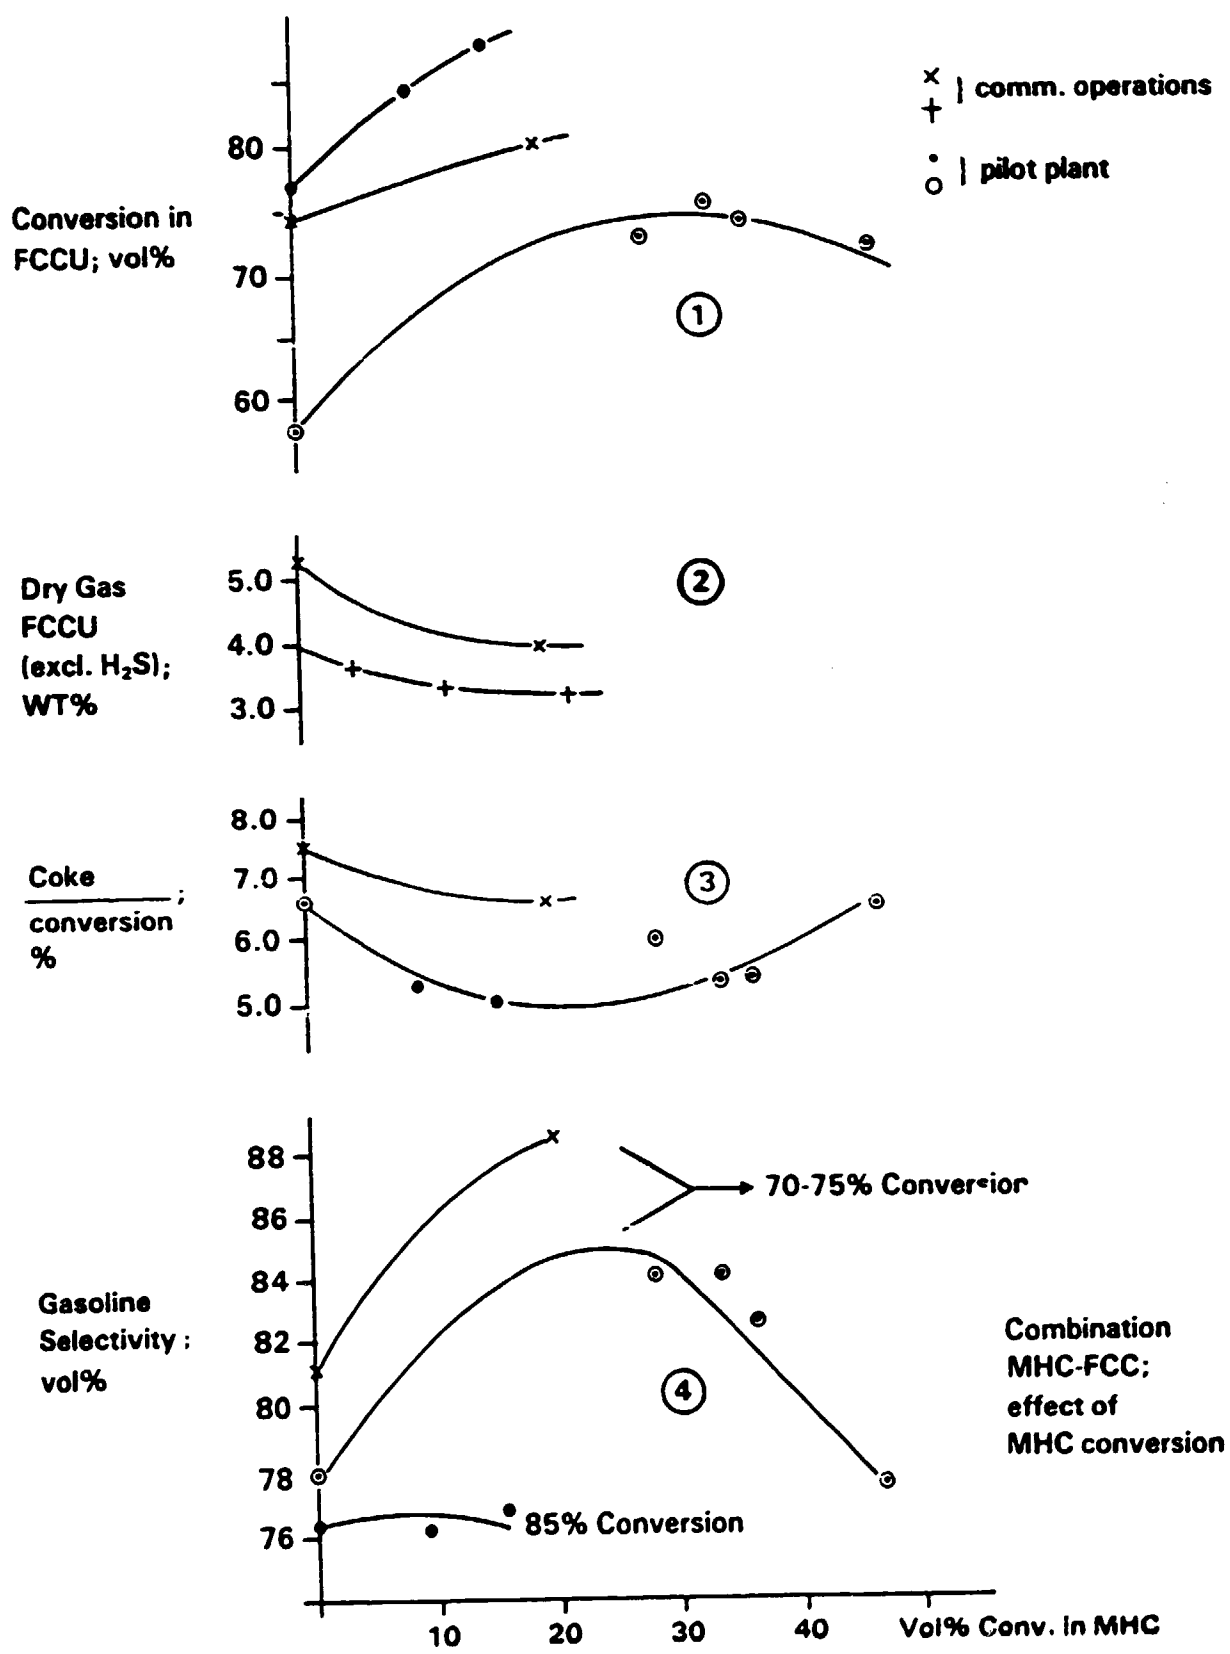 x
+
} comm. operations
•
⊙
} pilot plant
80
70
60
Conversion in
FCCU; vol%
1
Dry Gas
FCCU
(excl. H₂S);
WT%
5.0
4.0
3.0
2
Coke
conversion
;
%
8.0
7.0
6.0
5.0
3
Gasoline
Selectivity;
vol%
88
86
84
82
80
78
76
70-75% Conversion
4
85% Conversion
Combination
MHC-FCC;
effect of
MHC conversion
10 20 30 40 Vol% Conv. in MHC